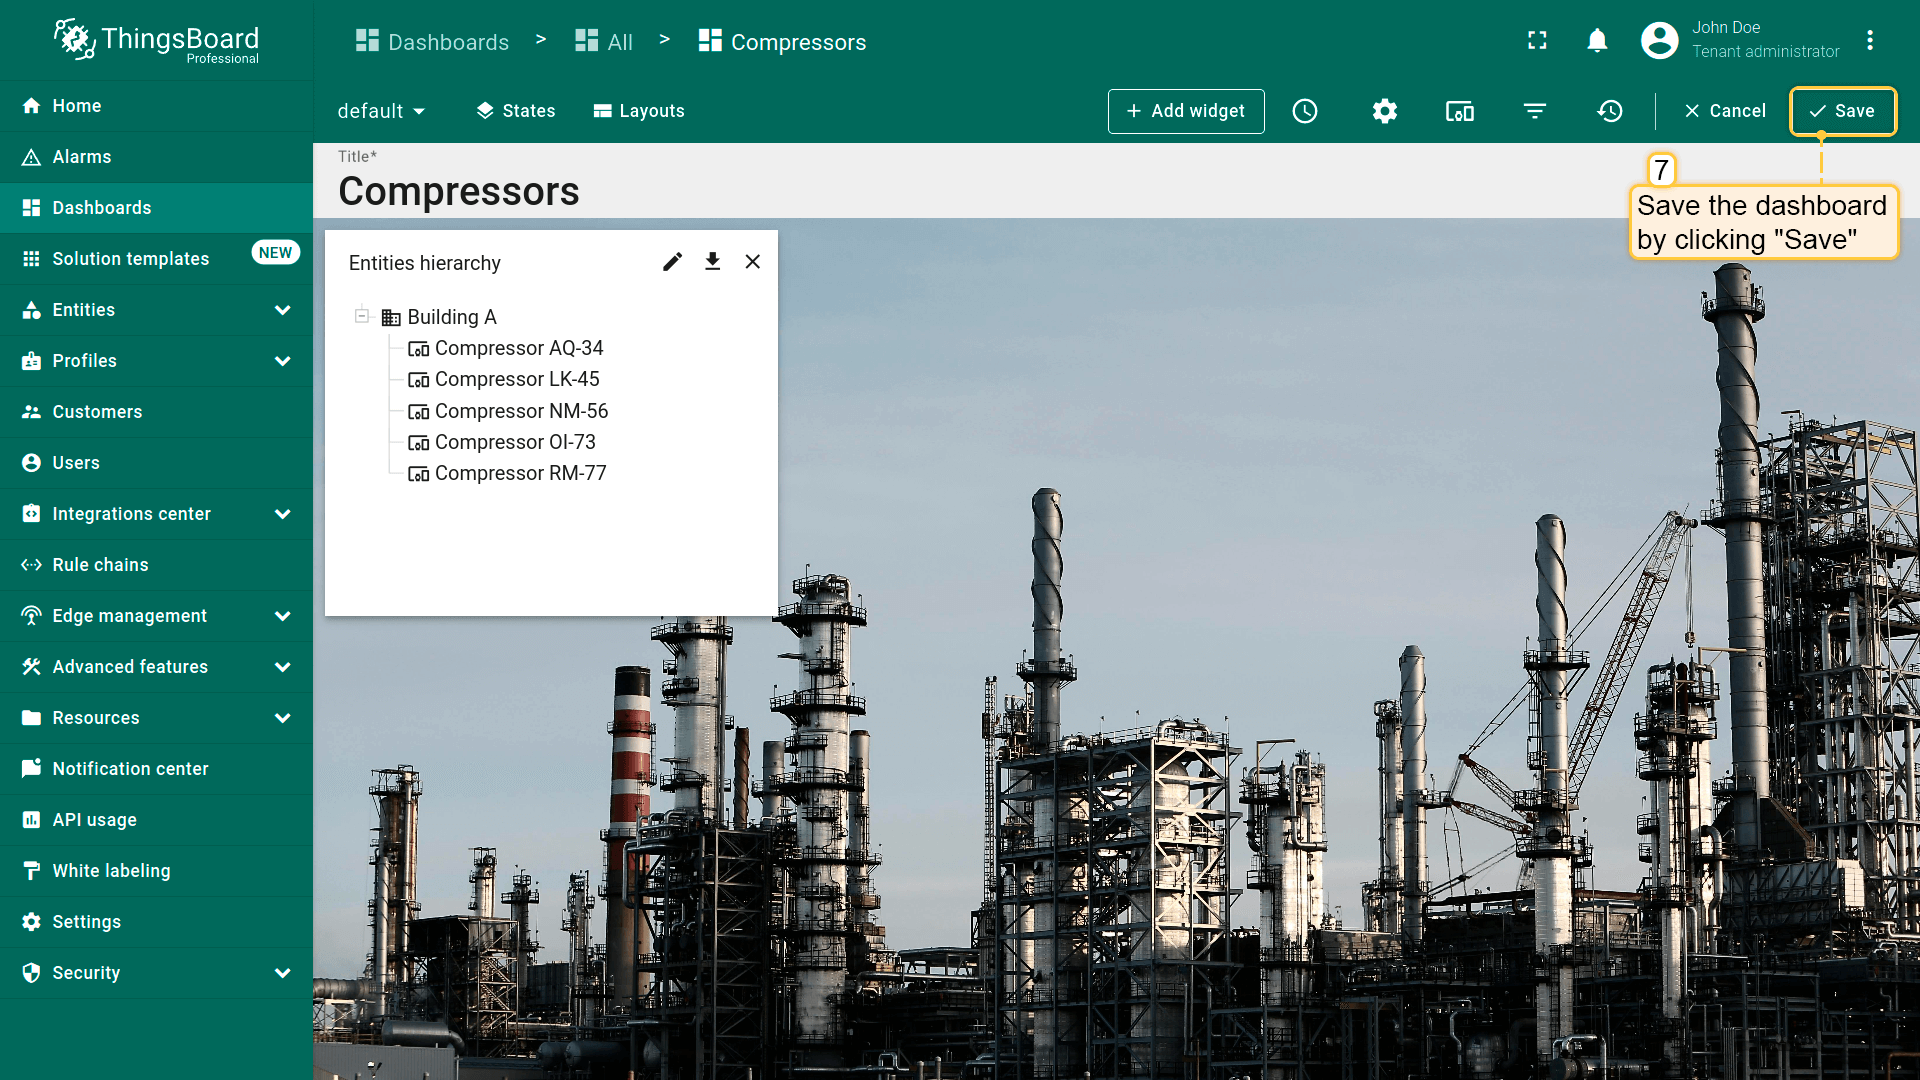 ThingsBoard
Professional
Dashboards > All > Compressors
John Doe
Tenant administrator
Home
Alarms
Dashboards
Solution templates NEW
Entities
Profiles
Customers
Users
Integrations center
Rule chains
Edge management
Advanced features
Resources
Notification center
API usage
White labeling
Settings
Security
default States Layouts + Add widget Cancel Save
Title*
Compressors
7
Save the dashboard
by clicking "Save"
Entities hierarchy
Building A
Compressor AQ-34
Compressor LK-45
Compressor NM-56
Compressor OI-73
Compressor RM-77